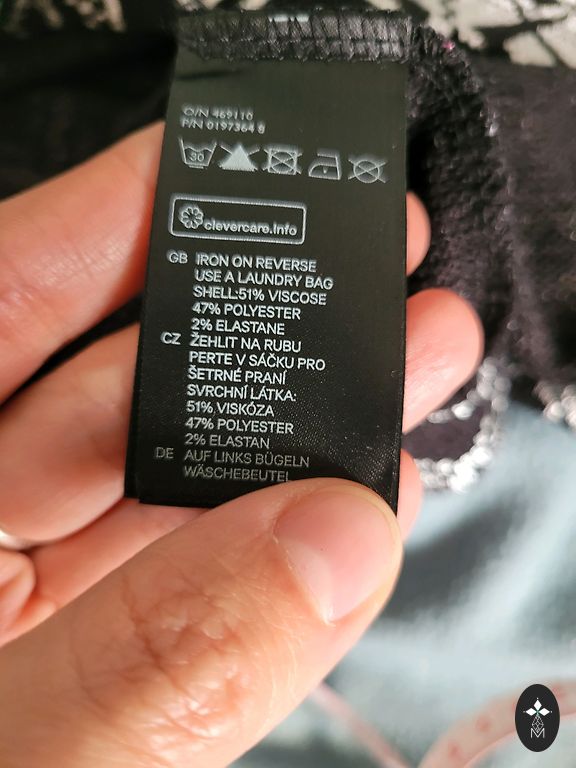 O/N 469110
P/N 0197364 8
30
clevercare.info
GB IRON ON REVERSE
USE A LAUNDRY BAG
SHELL:51% VISCOSE
47% POLYESTER
2% ELASTANE
CZ ŽEHLIT NA RUBU
PERTE V SÁČKU PRO
ŠETRNÉ PRANÍ
SVRCHNÍ LÁTKA:
51% VISKÓZA
47% POLYESTER
2% ELASTAN
DE AUF LINKS BÜGELN
WÄSCHEBEUTEL
M